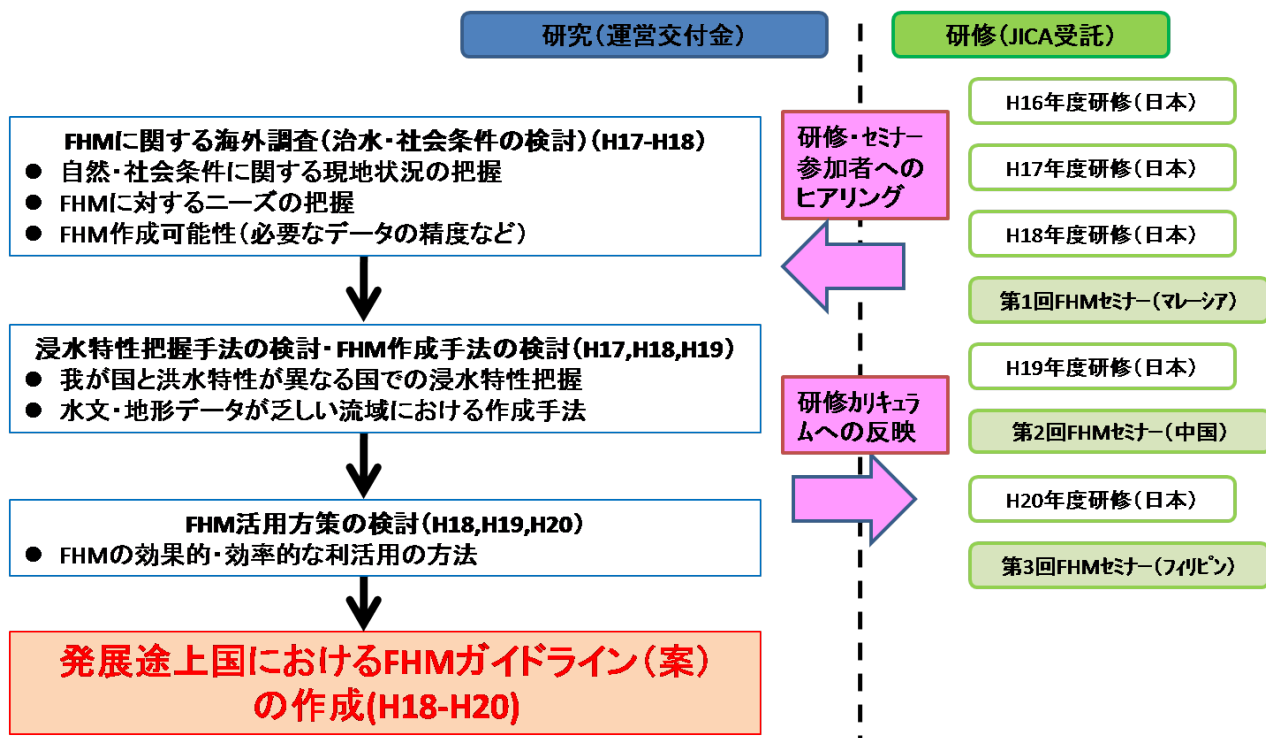 研究(運営交付金)
研修(JICA受託)
FHMに関する海外調査(治水・社会条件の検討)(H17-H18)
● 自然・社会条件に関する現地状況の把握
● FHMに対するニーズの把握
● FHM作成可能性(必要なデータの精度など)
浸水特性把握手法の検討・FHM作成手法の検討(H17,H18,H19)
● 我が国と洪水特性が異なる国での浸水特性把握
● 水文・地形データが乏しい流域における作成手法
FHM活用方策の検討(H18,H19,H20)
● FHMの効果的・効率的な利活用の方法
発展途上国におけるFHMガイドライン(案)
の作成(H18-H20)
研修・セミナー
参加者への
ヒアリング
研修カリキュラ
ムへの反映
H16年度研修(日本)
H17年度研修(日本)
H18年度研修(日本)
第1回FHMセミナー(マレーシア)
H19年度研修(日本)
第2回FHMセミナー(中国)
H20年度研修(日本)
第3回FHMセミナー(フィリピン)